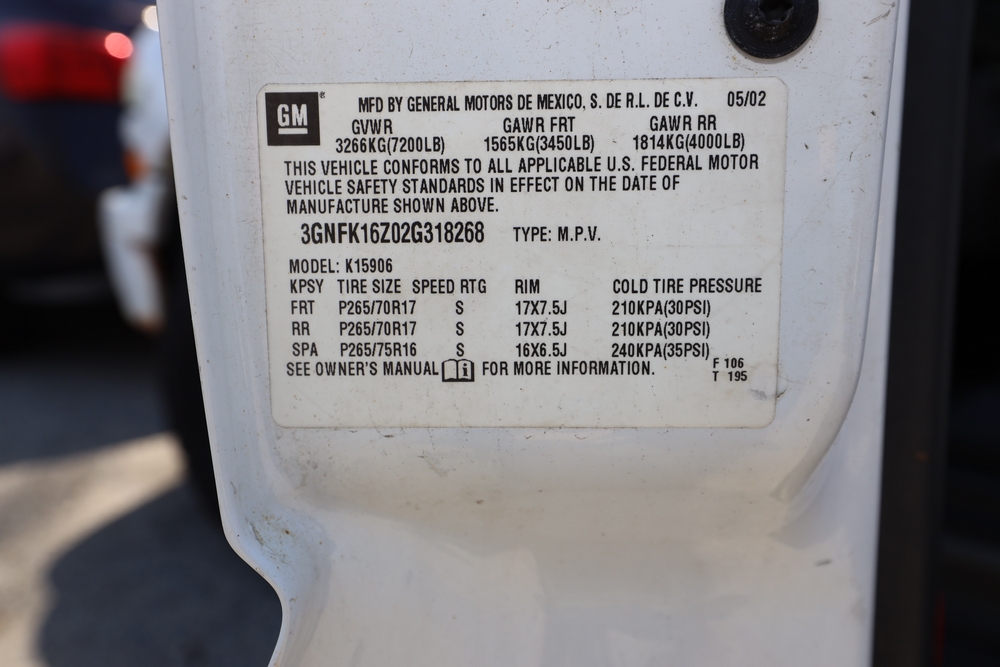 GM® MFD BY GENERAL MOTORS DE MEXICO, S. DE R.L. DE C.V. 05/02
GVWR GAWR FRT GAWR RR
3266KG(7200LB) 1565KG(3450LB) 1814KG(4000LB)
THIS VEHICLE CONFORMS TO ALL APPLICABLE U.S. FEDERAL MOTOR
VEHICLE SAFETY STANDARDS IN EFFECT ON THE DATE OF
MANUFACTURE SHOWN ABOVE.
3GNFK16Z02G318268 TYPE: M.P.V.
MODEL: K15906
KPSY TIRE SIZE SPEED RTG RIM COLD TIRE PRESSURE
FRT P265/70R17 S 17X7.5J 210KPA(30PSI)
RR P265/70R17 S 17X7.5J 210KPA(30PSI)
SPA P265/75R16 S 16X6.5J 240KPA(35PSI)
SEE OWNER'S MANUAL i FOR MORE INFORMATION. F 106
T 195